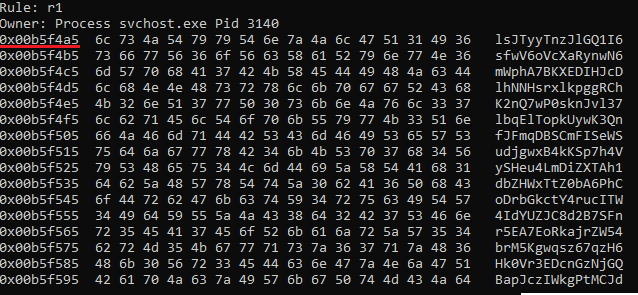 Rule: r1
Owner: Process svchost.exe Pid 3140
0x00b5f4a5 6c 73 4a 54 79 79 54 6e 7a 4a 6c 47 51 31 49 36 lsJTyyTnzJlGQ1I6
0x00b5f4b5 73 66 77 56 36 6f 56 63 58 61 52 79 6e 77 4e 36 sfwV6oVcXaRynwN6
0x00b5f4c5 6d 57 70 68 41 37 42 4b 58 45 44 49 48 4a 63 44 mWphA7BKXEDIHJcD
0x00b5f4d5 6c 68 4e 4e 48 73 72 78 6c 6b 70 67 67 52 43 68 lhNNHsrxlkpggRCh
0x00b5f4e5 4b 32 6e 51 37 77 50 30 73 6b 6e 4a 76 6c 33 37 K2nQ7wP0sknJvl37
0x00b5f4f5 6c 62 71 45 6c 54 6f 70 6b 55 79 77 4b 33 51 6e lbqElTopkUywK3Qn
0x00b5f505 66 4a 46 6d 71 44 42 53 43 6d 46 49 53 65 57 53 fJFmqDBSCmFISeWS
0x00b5f515 75 64 6a 67 77 78 42 34 6b 4b 53 70 37 68 34 56 udjgwxB4kKSp7h4V
0x00b5f525 79 53 48 65 75 34 4c 6d 44 69 5a 58 54 41 68 31 ySHeu4LmDiZXTAh1
0x00b5f535 64 62 5a 48 57 78 54 74 5a 30 62 41 36 50 68 43 dbZHWxTtZ0bA6PhC
0x00b5f545 6f 44 72 62 47 6b 63 74 59 34 72 75 63 49 54 57 oDrbGkctY4rucITW
0x00b5f555 34 49 64 59 55 5a 4a 43 38 64 32 42 37 53 46 6e 4IdYUZJC8d2B7SFn
0x00b5f565 72 35 45 41 37 45 6f 52 6b 61 6a 72 5a 57 35 34 r5EA7EoRkajrZW54
0x00b5f575 62 72 4d 35 4b 67 77 71 73 7a 36 37 71 7a 48 36 brM5Kgwqsz67qzH6
0x00b5f585 48 6b 30 56 72 33 45 44 63 6e 47 7a 4e 6a 47 51 Hk0Vr3EDcnGzNjGQ
0x00b5f595 42 61 70 4a 63 7a 49 57 6b 67 50 74 4d 43 4a 64 BapJczIWkgPtMCJd